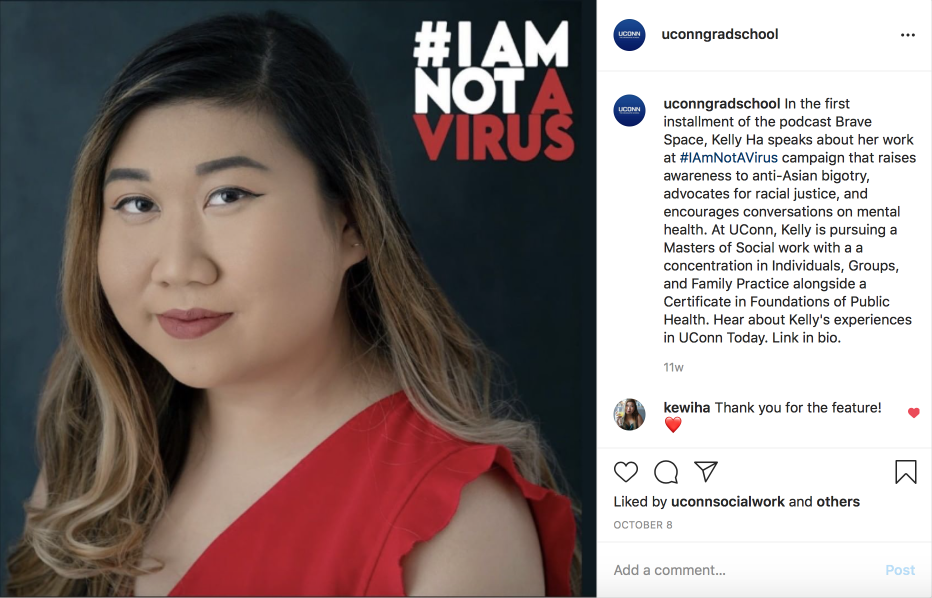 #IAM
NOT A
VIRUS
UCONN
uconngradschool
UCONN
uconngradschool In the first
installment of the podcast Brave
Space, Kelly Ha speaks about her work
at #IAmNotAVirus campaign that raises
awareness to anti-Asian bigotry,
advocates for racial justice, and
encourages conversations on mental
health. At UConn, Kelly is pursuing a
Masters of Social work with a a
concentration in Individuals, Groups,
and Family Practice alongside a
Certificate in Foundations of Public
Health. Hear about Kelly's experiences
in UConn Today. Link in bio.
11w
kewiha Thank you for the feature!
Liked by uconnsocialwork and others
OCTOBER 8
Add a comment... Post